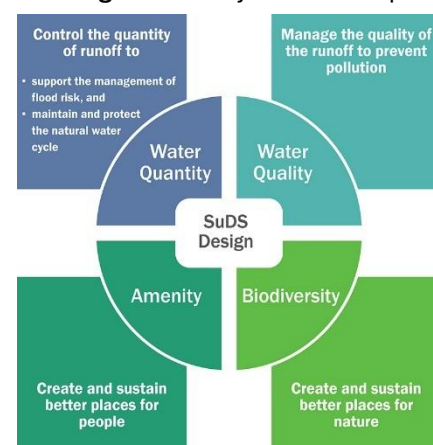 Control the quantity
of runoff to
• support the management of
flood risk, and
• maintain and protect
the natural water
cycle
Manage the quality of
the runoff to prevent
pollution
Water
Quantity
Water
Quality
SuDS
Design
Amenity
Biodiversity
Create and sustain
better places for
people
Create and sustain
better places for
nature